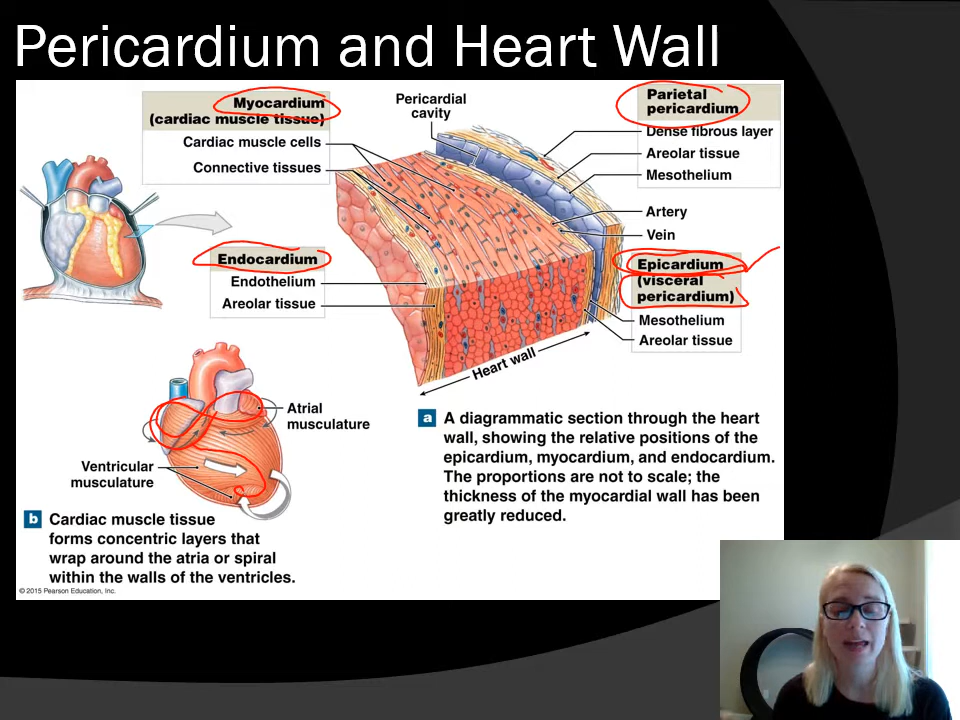 Pericardium and Heart Wall
Myocardium
(cardiac muscle tissue)
Cardiac muscle cells
Connective tissues
Pericardial
cavity
Parietal
pericardium
Dense fibrous layer
Areolar tissue
Mesothelium
Artery
Vein
Endocardium
Endothelium
Areolar tissue
Epicardium
(visceral
pericardium)
Mesothelium
Areolar tissue
Heart wall
Atrial
musculature
Ventricular
musculature
a A diagrammatic section through the heart
wall, showing the relative positions of the
epicardium, myocardium, and endocardium.
The proportions are not to scale; the
thickness of the myocardial wall has been
greatly reduced.
b Cardiac muscle tissue
forms concentric layers that
wrap around the atria or spiral
within the walls of the ventricles.
© 2015 Pearson Education, Inc.